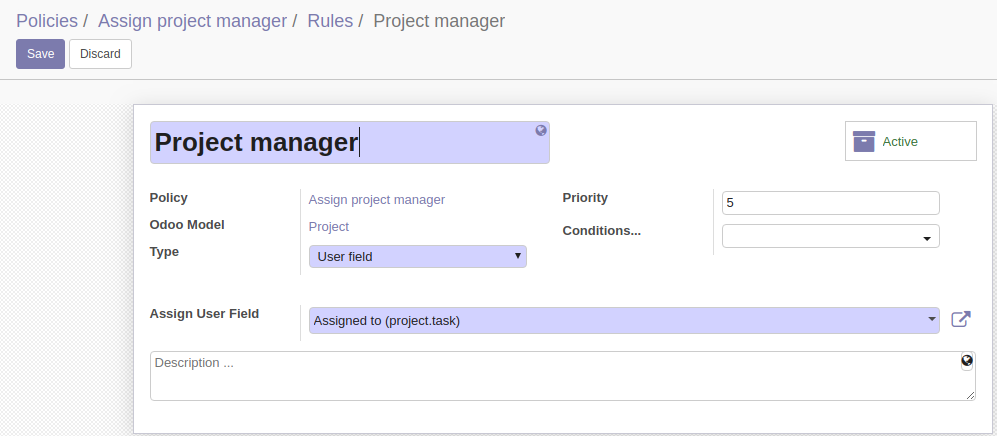 Policies / Assign project manager / Rules / Project manager
Save Discard
Project manager
Active
Policy Assign project manager Priority 5
Odoo Model Project Conditions...
Type User field
Assign User Field Assigned to (project.task)
Description ...